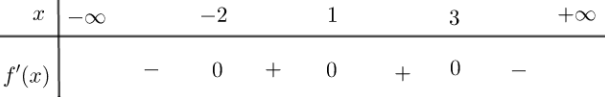 x −∞ −2 1 3 +∞
f′(x) − 0 + 0 + 0 −